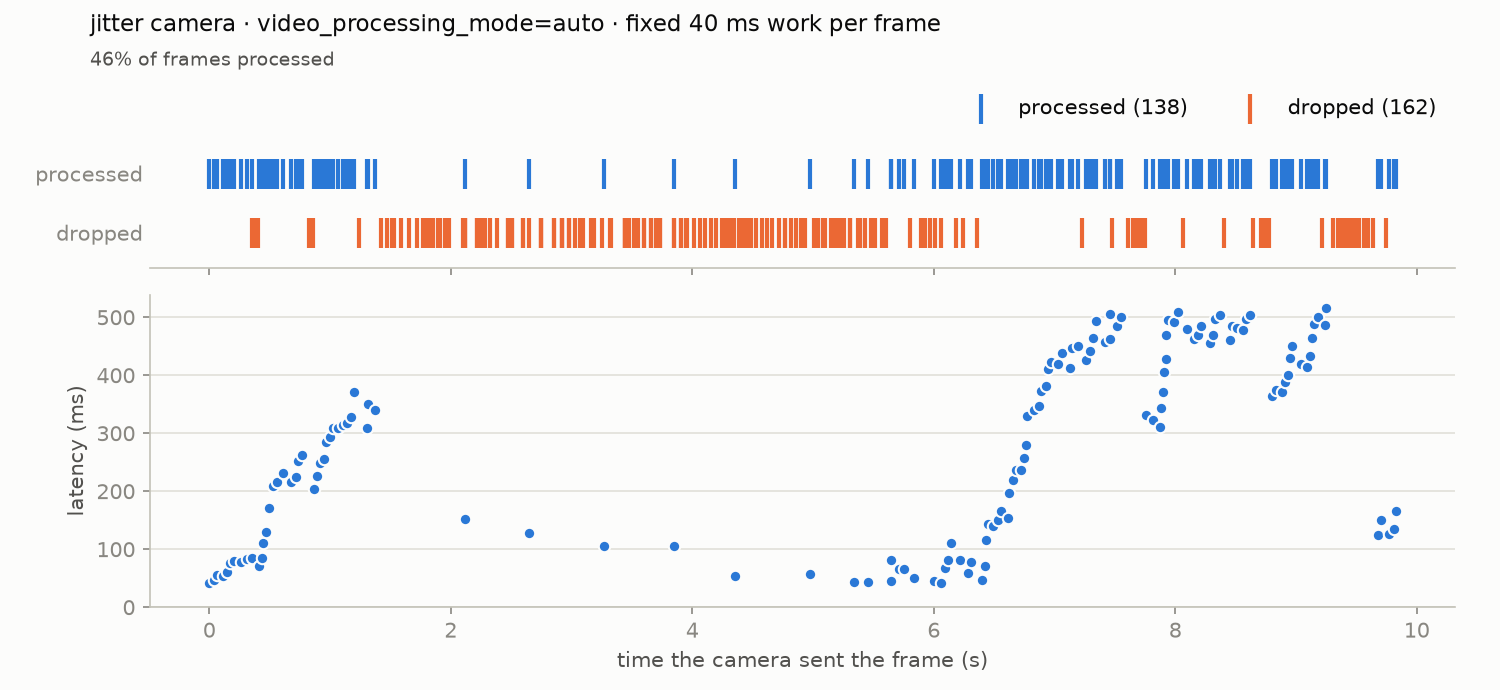 jitter camera · video_processing_mode=auto · fixed 40 ms work per frame
46% of frames processed
processed (138) dropped (162)
processed
dropped
500
400
300
200
100
0
latency (ms)
0 2 4 6 8 10
time the camera sent the frame (s)